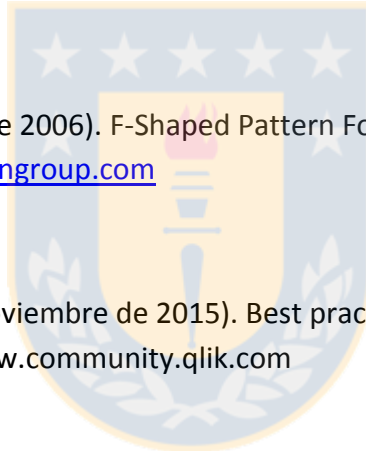 e 2006). F-Shaped Pattern Fo
ngroup.com
viembre de 2015). Best prac
w.community.qlik.com